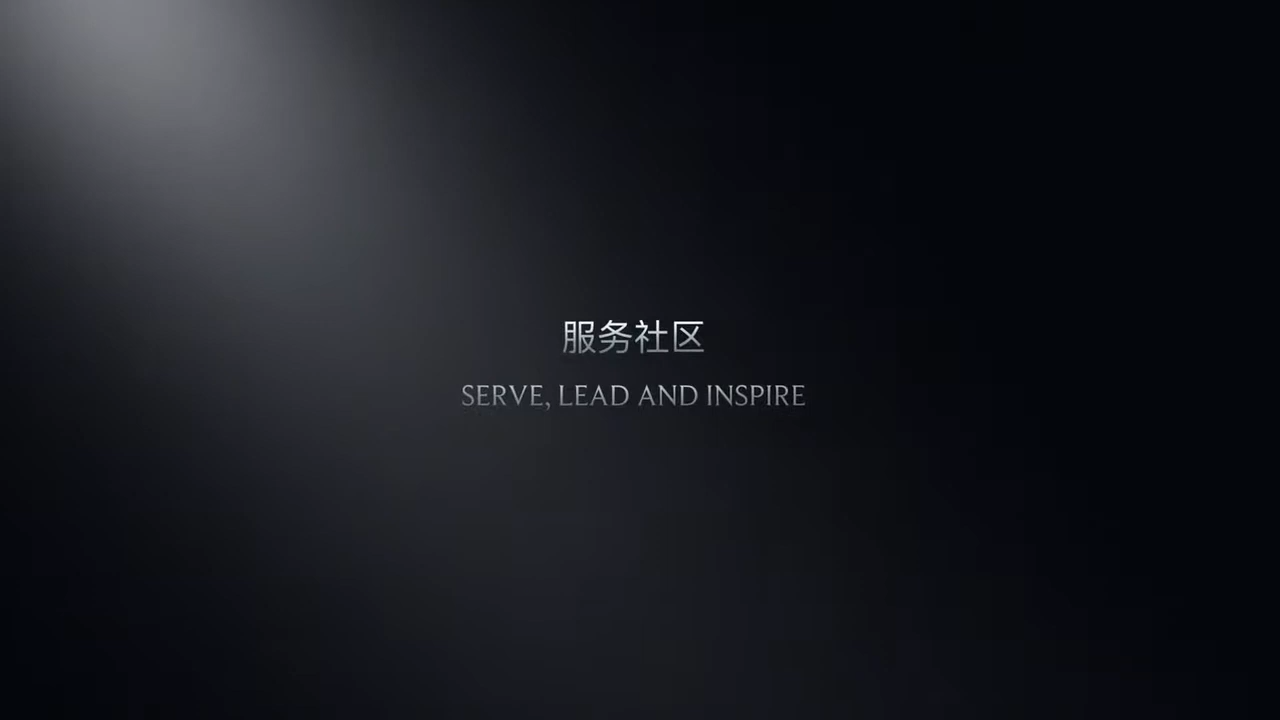 服务社区
SERVE, LEAD AND INSPIRE